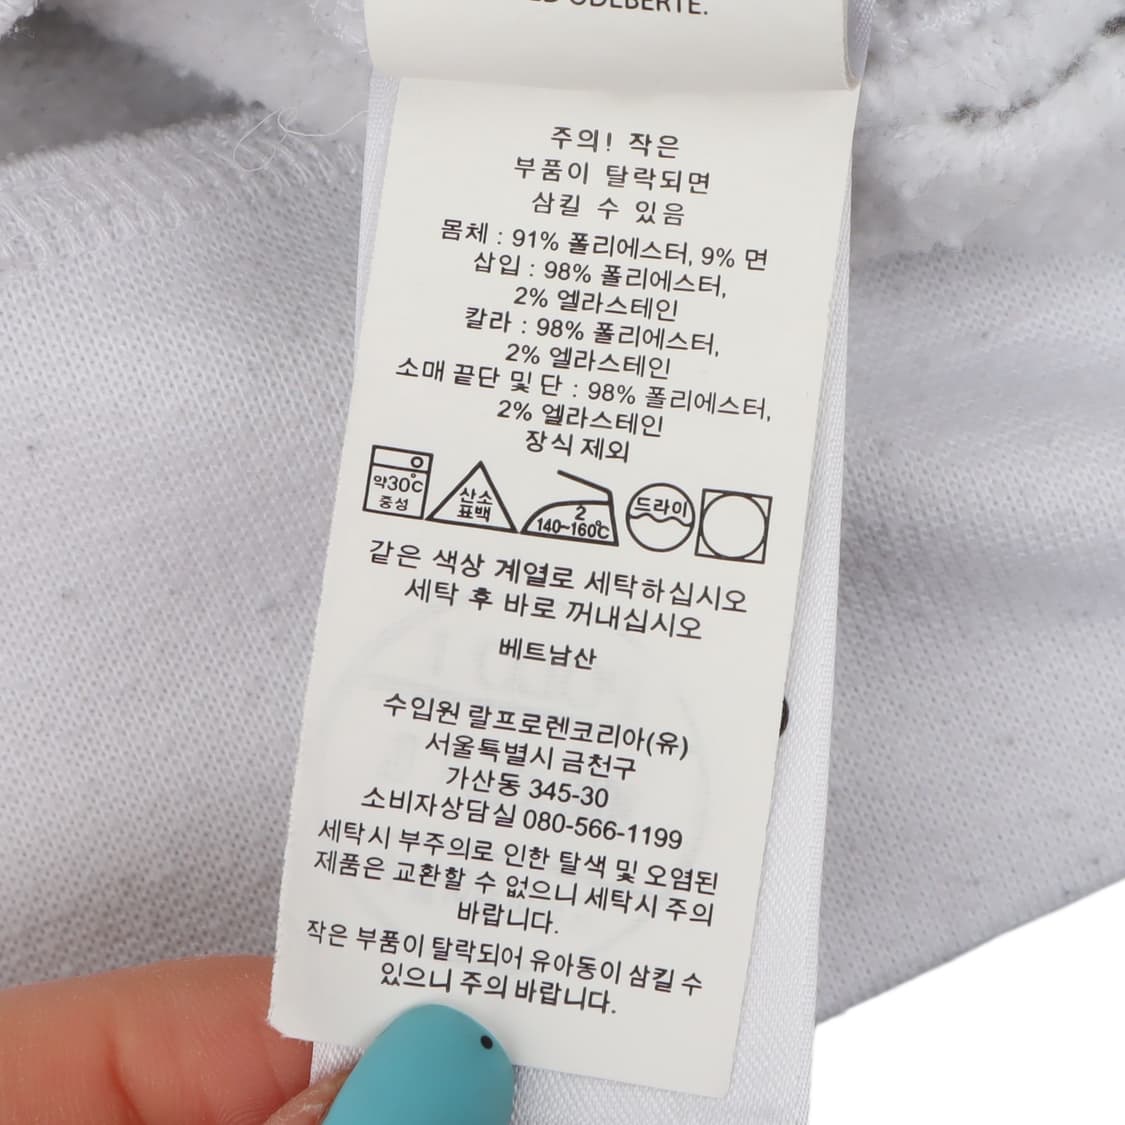 ODLBERTE.
주의! 작은
부품이 탈락되면
삼킬 수 있음
몸체 : 91% 폴리에스터, 9% 면
삽입 : 98% 폴리에스터,
2% 엘라스테인
칼라 : 98% 폴리에스터,
2% 엘라스테인
소매 끝단 및 단 : 98% 폴리에스터,
2% 엘라스테인
장식 제외
약30℃
중성
산소
표백
2
140~160℃
드라이
같은 색상 계열로 세탁하십시오
세탁 후 바로 꺼내십시오
베트남산
수입원 랄프로렌코리아(유)
서울특별시 금천구
가산동 345-30
소비자상담실 080-566-1199
세탁시 부주의로 인한 탈색 및 오염된
제품은 교환할 수 없으니 세탁시 주의
바랍니다.
작은 부품이 탈락되어 유아동이 삼킬 수
있으니 주의 바랍니다.